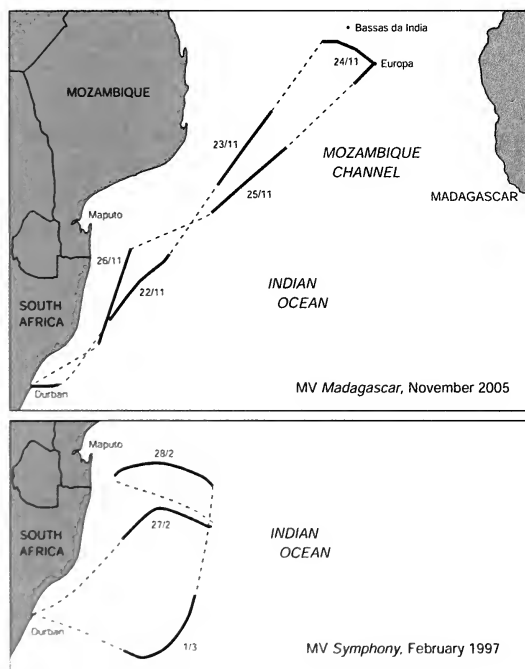 Bassas da India
24/11
Europa
MOZAMBIQUE
23/11
MOZAMBIQUE
CHANNEL
25/11
MADAGASCAR
Maputo
26/11
22/11
INDIAN
OCEAN
SOUTH
AFRICA
Durban
MV Madagascar, November 2005
28/2
Maputo
27/2
SOUTH
AFRICA
INDIAN
OCEAN
Durban
1/3
MV Symphony, February 1997